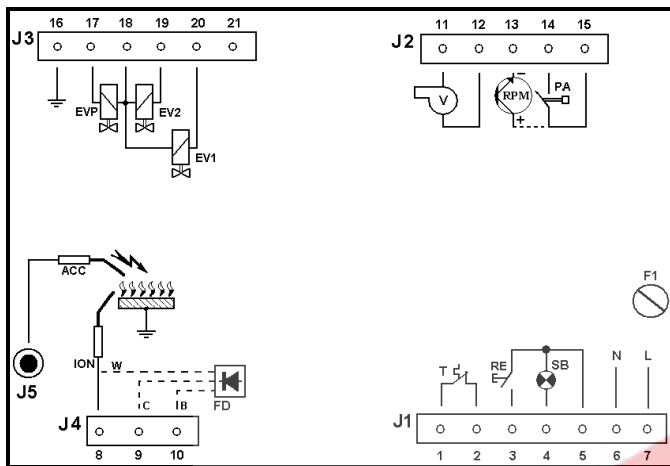 16 17 18 19 20 21
J3
EVP
EV2
EV1
11 12 13 14 15
J2
V
−
RPM
+
PA
ACC
ION
W
J5
C
B
FD
J4
8 9 10
F1
T
RE
E
SB
N
L
J1
1 2 3 4 5 6 7